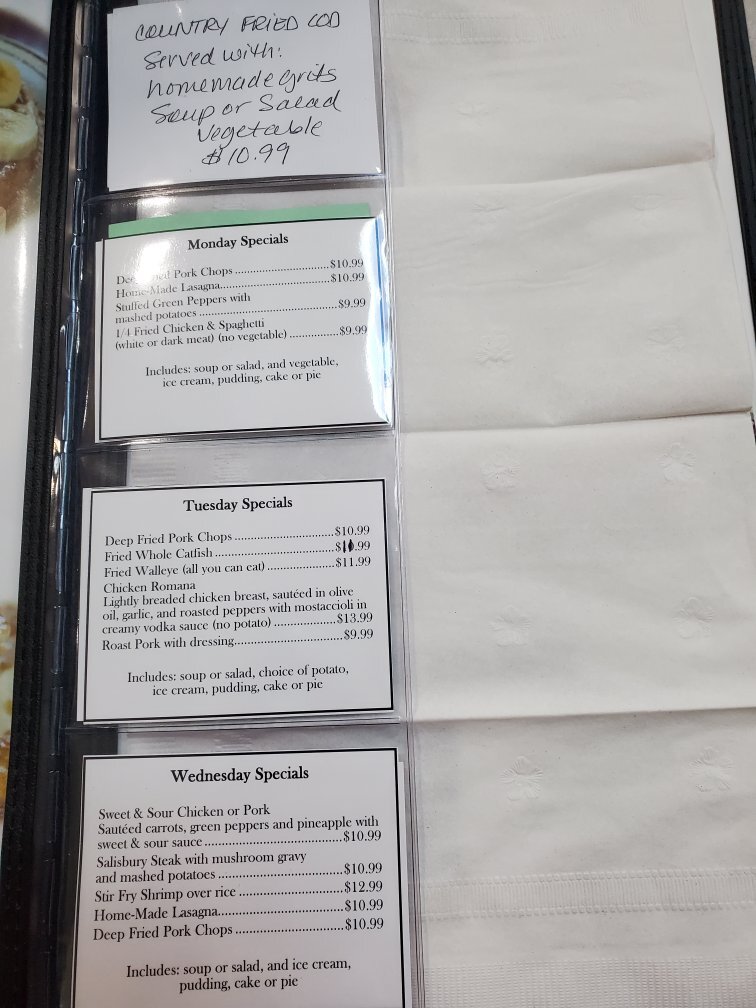 COUNTRY FRIED COD
Served with:
homemade grits
Soup or Salad
Vegetable
$10.99
Monday Specials
Pork Chops ............................$10.99
Home-Made Lasagna.................................$10.99
Stuffed Green Peppers with
mashed potatoes .........................................$9.99
1/4 Fried Chicken & Spaghetti
(white or dark meat) (no vegetable) ..............$9.99
Includes: soup or salad, and vegetable,
ice cream, pudding, cake or pie
Tuesday Specials
Deep Fried Pork Chops ..............................$10.99
Fried Whole Catfish ...................................
Fried Walleye (all you can eat) ....................$11.99
Chicken Romana
Lightly breaded chicken breast, sautéed in olive
oil, garlic, and roasted peppers with mostaccioli in
creamy vodka sauce (no potato) ..................$13.99
Roast Pork with dressing................................$9.99
Includes: soup or salad, choice of potato,
ice cream, pudding, cake or pie
Wednesday Specials
Sweet & Sour Chicken or Pork
Sautéed carrots, green peppers and pineapple with
sweet & sour sauce .........................................$10.99
Salisbury Steak with mushroom gravy
and mashed potatoes .....................................$10.99
Stir Fry Shrimp over rice ...............................$12.99
Home-Made Lasagna.....................................$10.99
Deep Fried Pork Chops ................................$10.99
Includes: soup or salad, and ice cream,
pudding, cake or pie